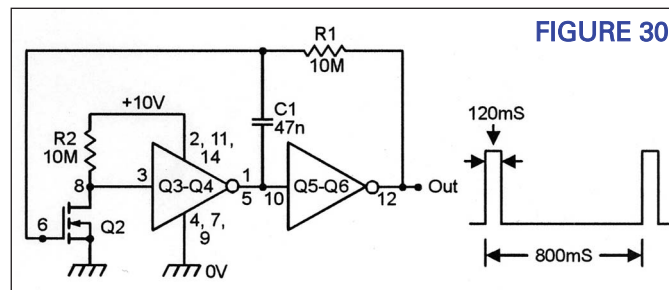 FIGURE 30
R1
10M
+10V
C1
47n
120mS
R2
10M
2, 11,
14
8
3
Q3-Q4
1
5
10
Q5-Q6
12
Out
6
Q2
4, 7,
9
0V
800mS